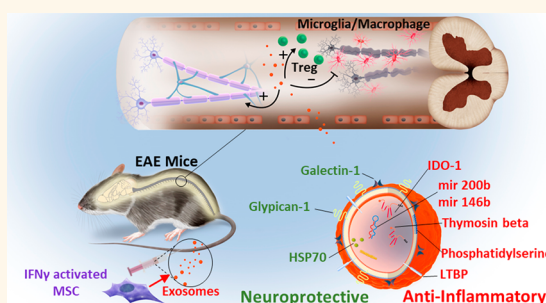 Microglia/Macrophage
+
Treg
−
+
EAE Mice
Galectin-1
IDO-1
mir 200b
mir 146b
Glypican-1
Thymosin beta
HSP70
Phosphatidylserine
LTBP
IFNγ activated
MSC
Exosomes
Neuroprotective
Anti-Inflammatory